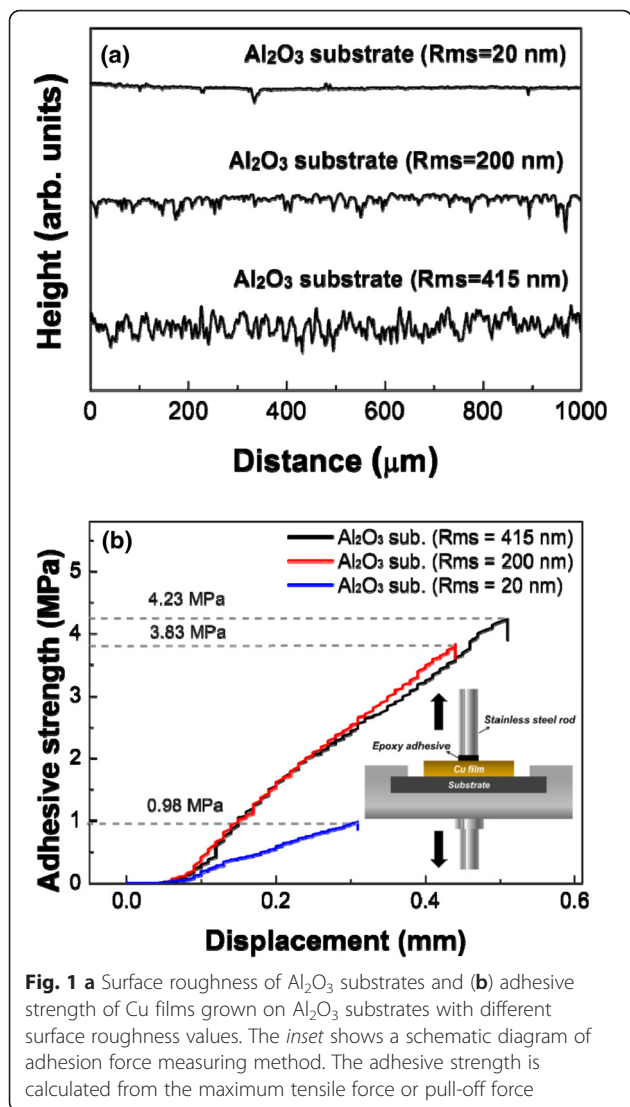 (a)
Al₂O₃ substrate (Rms=20 nm)
Al₂O₃ substrate (Rms=200 nm)
Al₂O₃ substrate (Rms=415 nm)
Height (arb. units)
0 200 400 600 800 1000
Distance (μm)
(b)
Al₂O₃ sub. (Rms = 415 nm)
Al₂O₃ sub. (Rms = 200 nm)
Al₂O₃ sub. (Rms = 20 nm)
5
4.23 MPa
4
3.83 MPa
3
2
0.98 MPa
1
0
Adhesive strength (MPa)
Stainless steel rod
Epoxy adhesive
Cu film
Substrate
0.0 0.2 0.4 0.6
Displacement (mm)
Fig. 1 a Surface roughness of Al₂O₃ substrates and (b) adhesive
strength of Cu films grown on Al₂O₃ substrates with different
surface roughness values. The inset shows a schematic diagram of
adhesion force measuring method. The adhesive strength is
calculated from the maximum tensile force or pull-off force